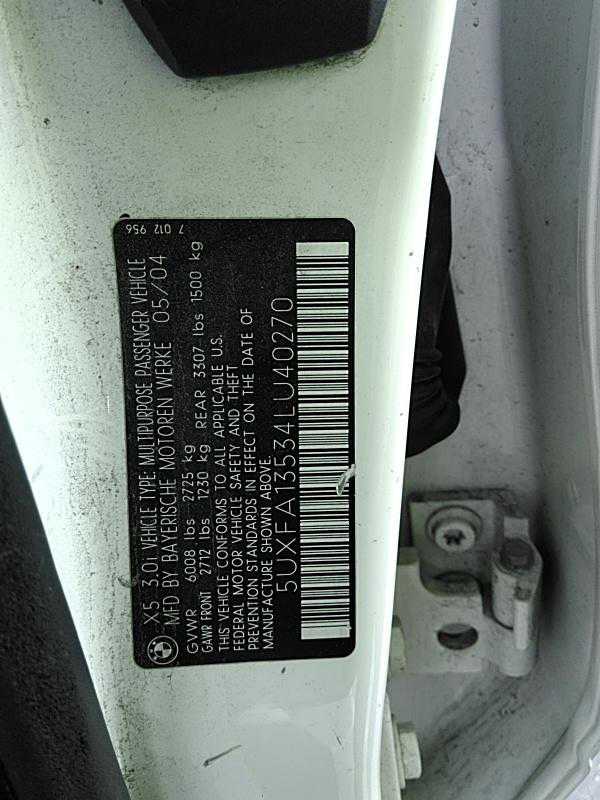 7 012 956
X5 3.0i VEHICLE TYPE: MULTIPURPOSE PASSENGER VEHICLE
MFD BY BAYERISCHE MOTOREN WERKE 05/04
GVWR 6008 lbs 2725 kg
GAWR FRONT 2712 lbs 1230 kg REAR 3307 lbs 1500 kg
THIS VEHICLE CONFORMS TO ALL APPLICABLE U.S.
FEDERAL MOTOR VEHICLE SAFETY AND THEFT
PREVENTION STANDARDS IN EFFECT ON THE DATE OF
MANUFACTURE SHOWN ABOVE.
5UXFA13534LU40270